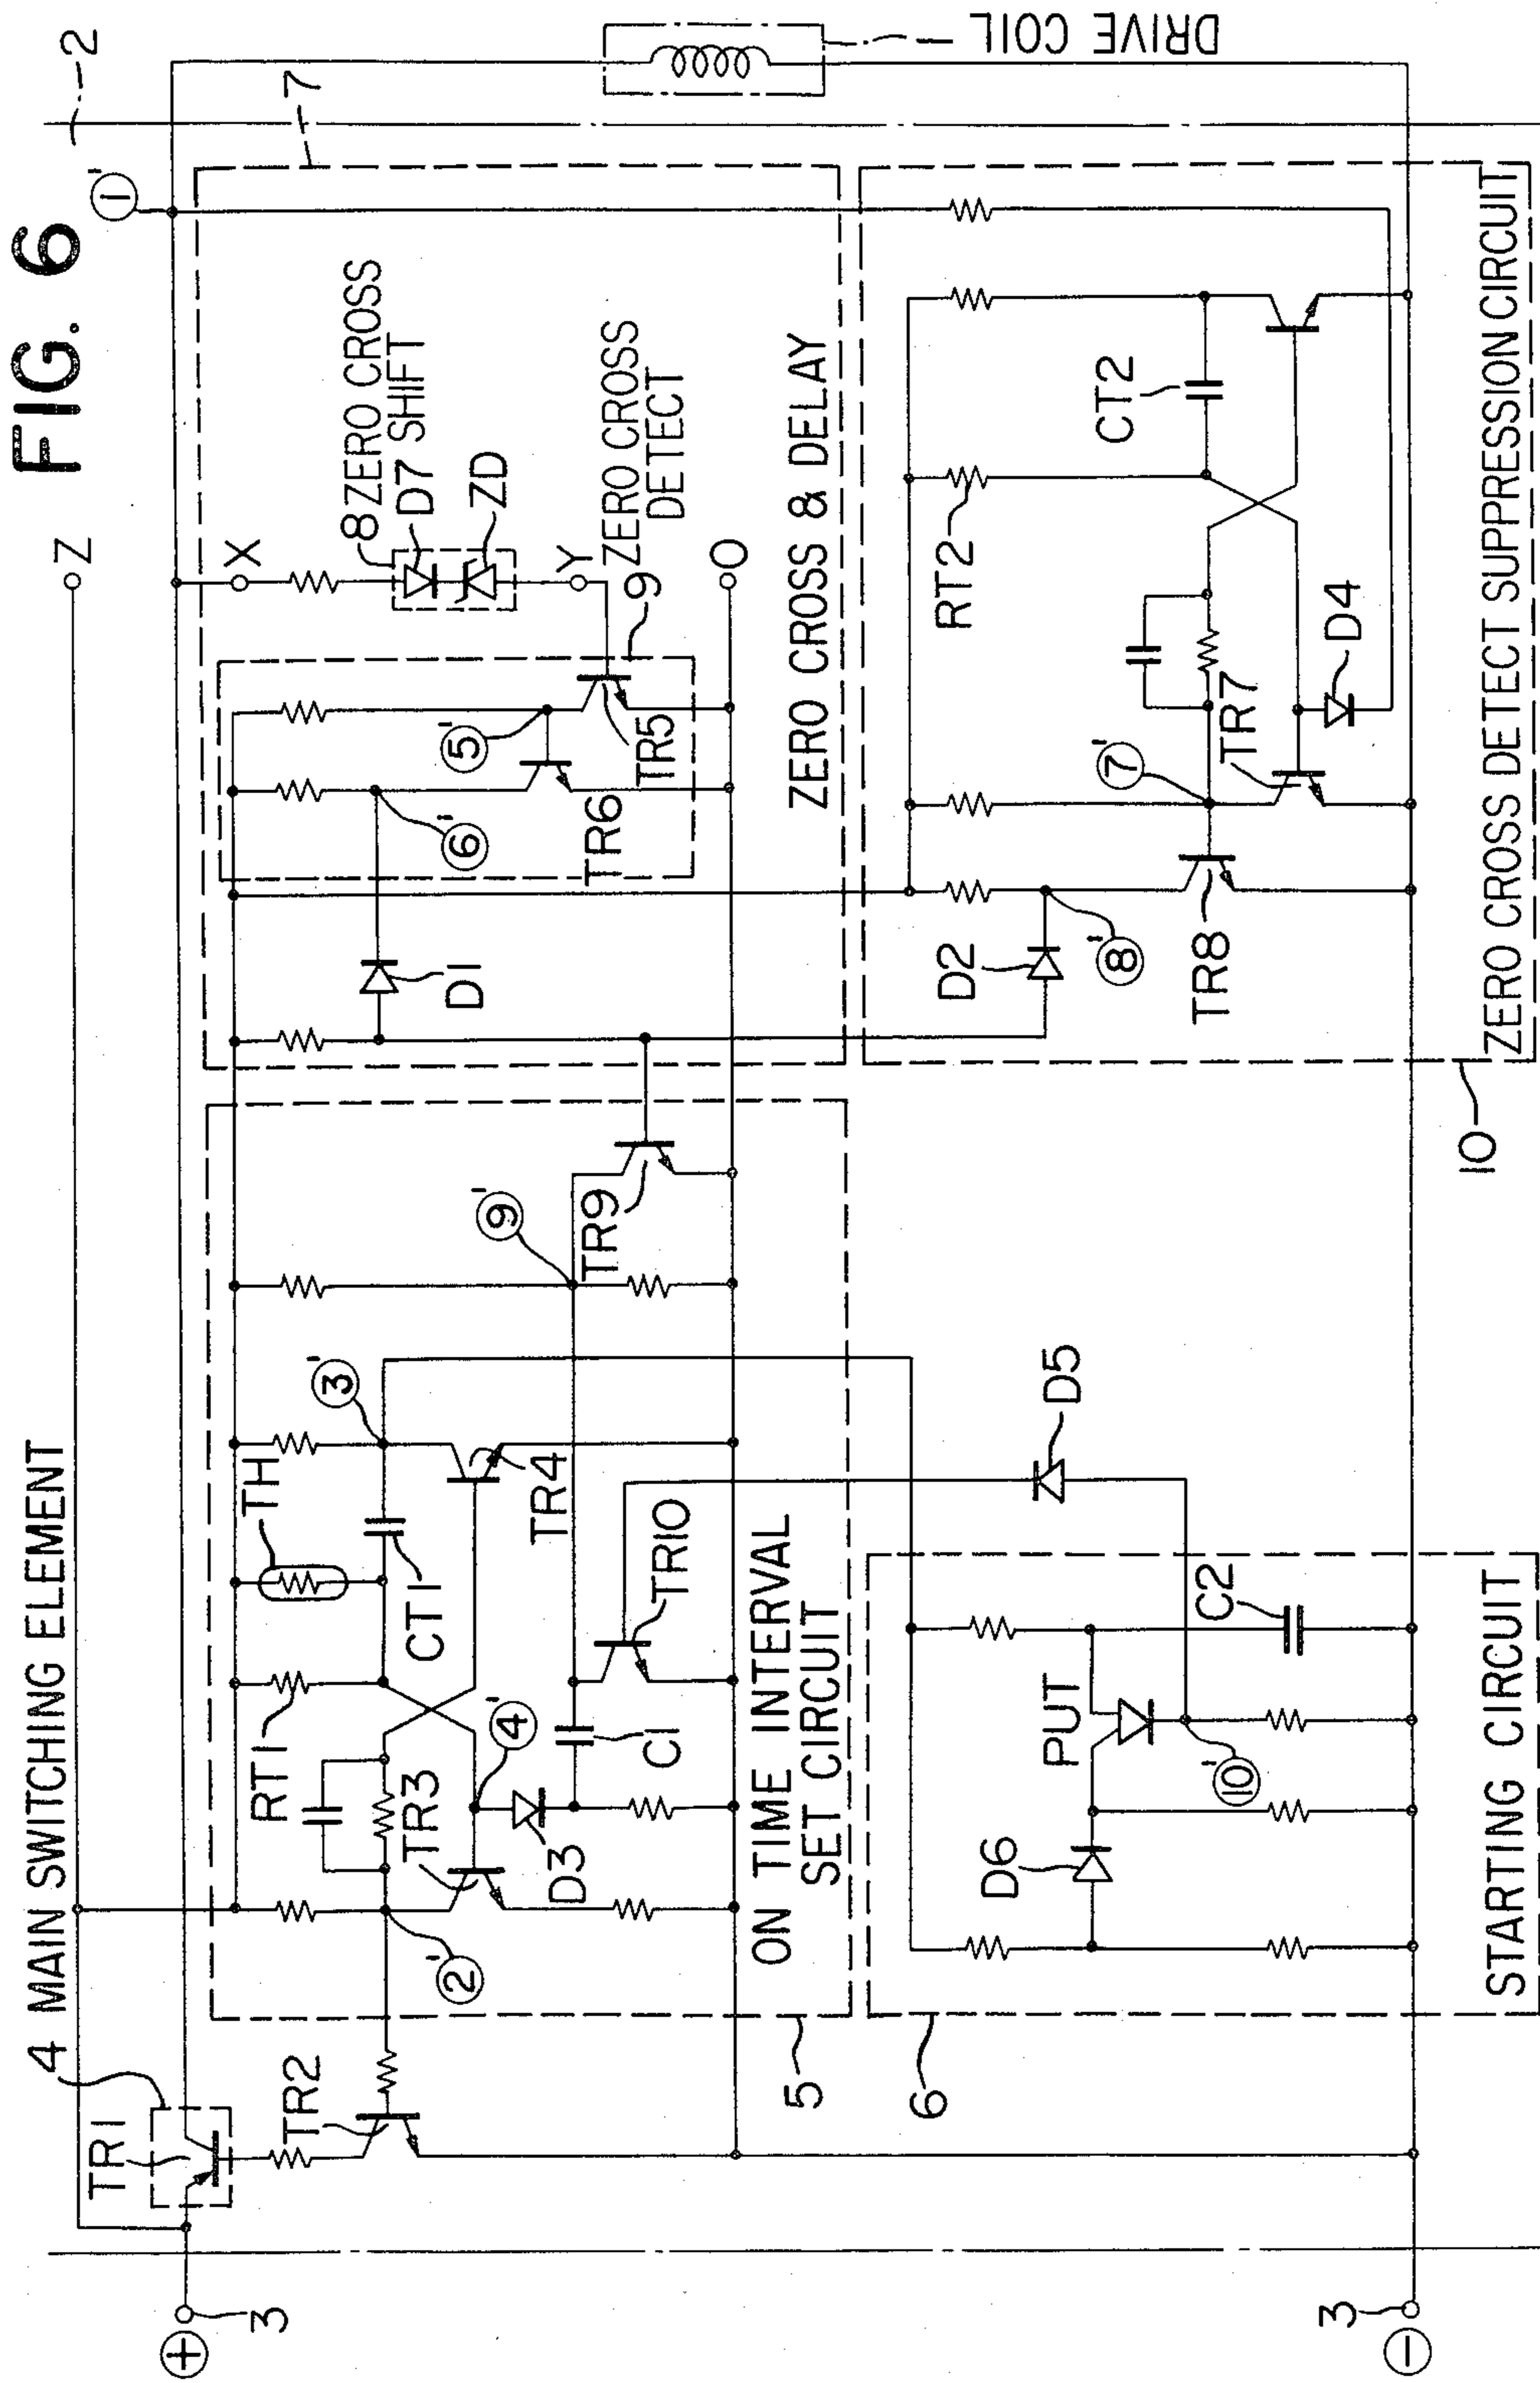 FIG. 6
2
4 MAIN SWITCHING ELEMENT
Z
1'
7
TR1
3
+
TR2
RT1
TH
CT1
3'
2'
TR3
4'
D3
C1
TR4
TR10
9'
TR9
5
ON TIME INTERVAL
SET CIRCUIT
D1
6'
TR6
5'
TR5
9
X
8 ZERO CROSS
SHIFT
D7
ZD
Y
ZERO CROSS
DETECT
O
ZERO CROSS & DELAY
1
DRIVE COIL
6
D6
PUT
10'
C2
D5
STARTING CIRCUIT
D2
8'
TR8
7'
TR7
RT2
CT2
D4
10
ZERO CROSS DETECT SUPPRESSION CIRCUIT
3
−